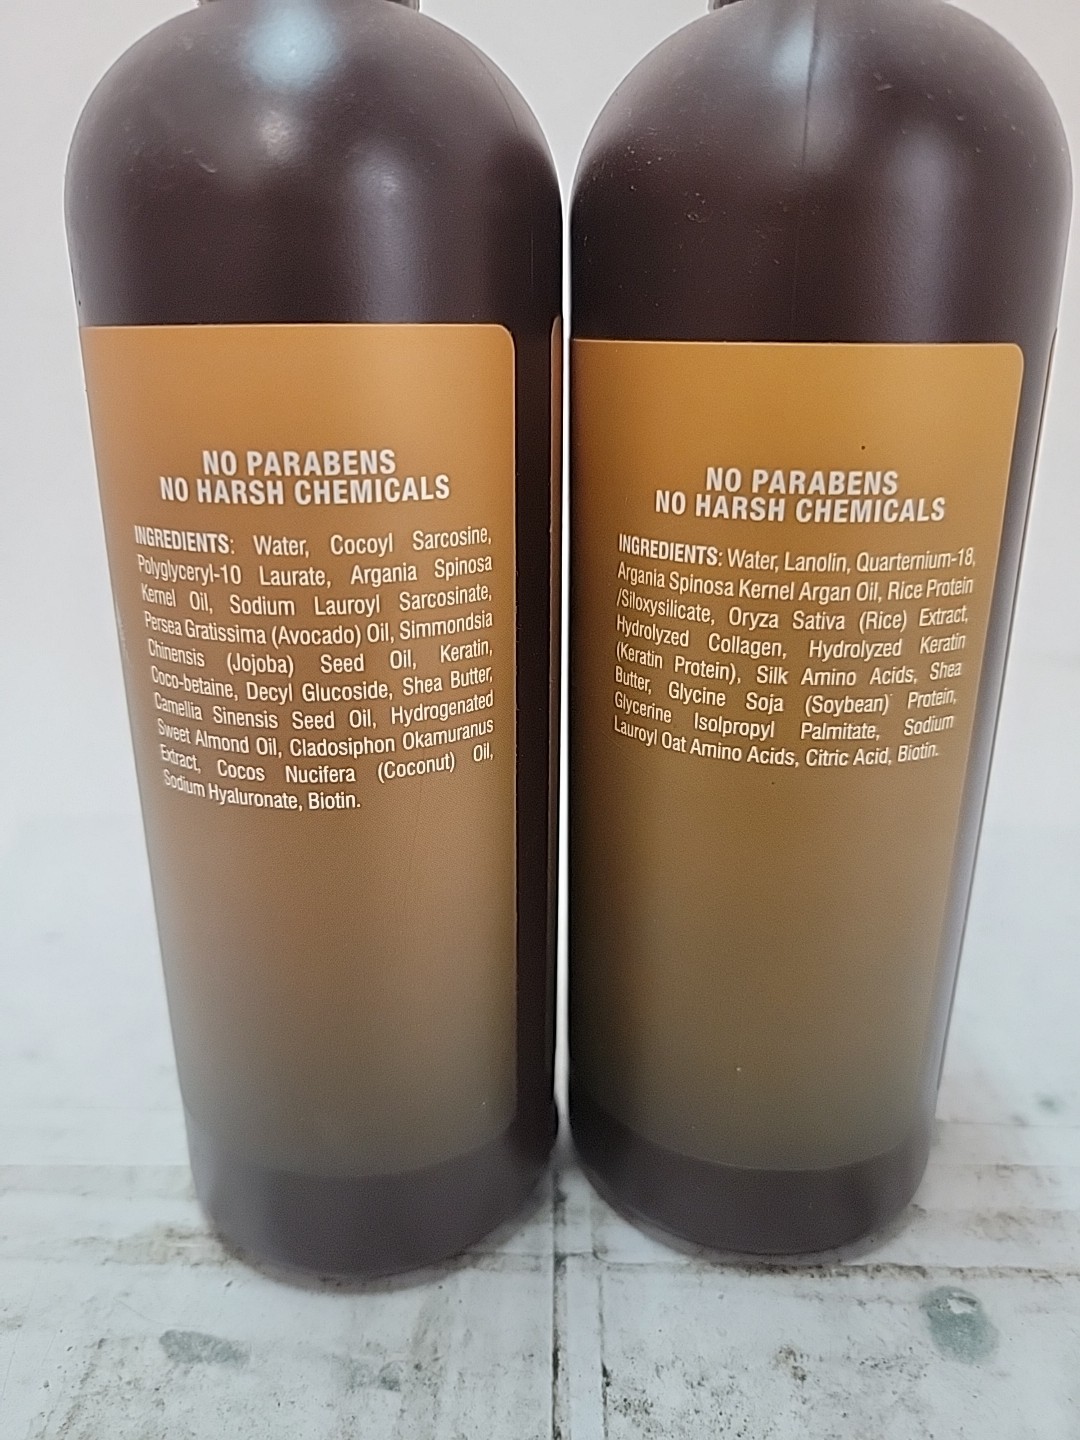 NO PARABENS
NO HARSH CHEMICALS
INGREDIENTS: Water, Cocoyl Sarcosine,
Polyglyceryl-10 Laurate, Argania Spinosa
Kernel Oil, Sodium Lauroyl Sarcosinate,
Persea Gratissima (Avocado) Oil, Simmondsia
Chinensis (Jojoba) Seed Oil, Keratin,
Coco-betaine, Decyl Glucoside, Shea Butter,
Camellia Sinensis Seed Oil, Hydrogenated
Sweet Almond Oil, Cladosiphon Okamuranus
Extract, Cocos Nucifera (Coconut) Oil,
Sodium Hyaluronate, Biotin.
NO PARABENS
NO HARSH CHEMICALS
INGREDIENTS: Water, Lanolin, Quarternium-18,
Argania Spinosa Kernel Argan Oil, Rice Protein
/Siloxysilicate, Oryza Sativa (Rice) Extract,
Hydrolyzed Collagen, Hydrolyzed Keratin
(Keratin Protein), Silk Amino Acids, Shea
Butter, Glycine Soja (Soybean) Protein,
Glycerine Isolpropyl Palmitate, Sodium
Lauroyl Oat Amino Acids, Citric Acid, Biotin.